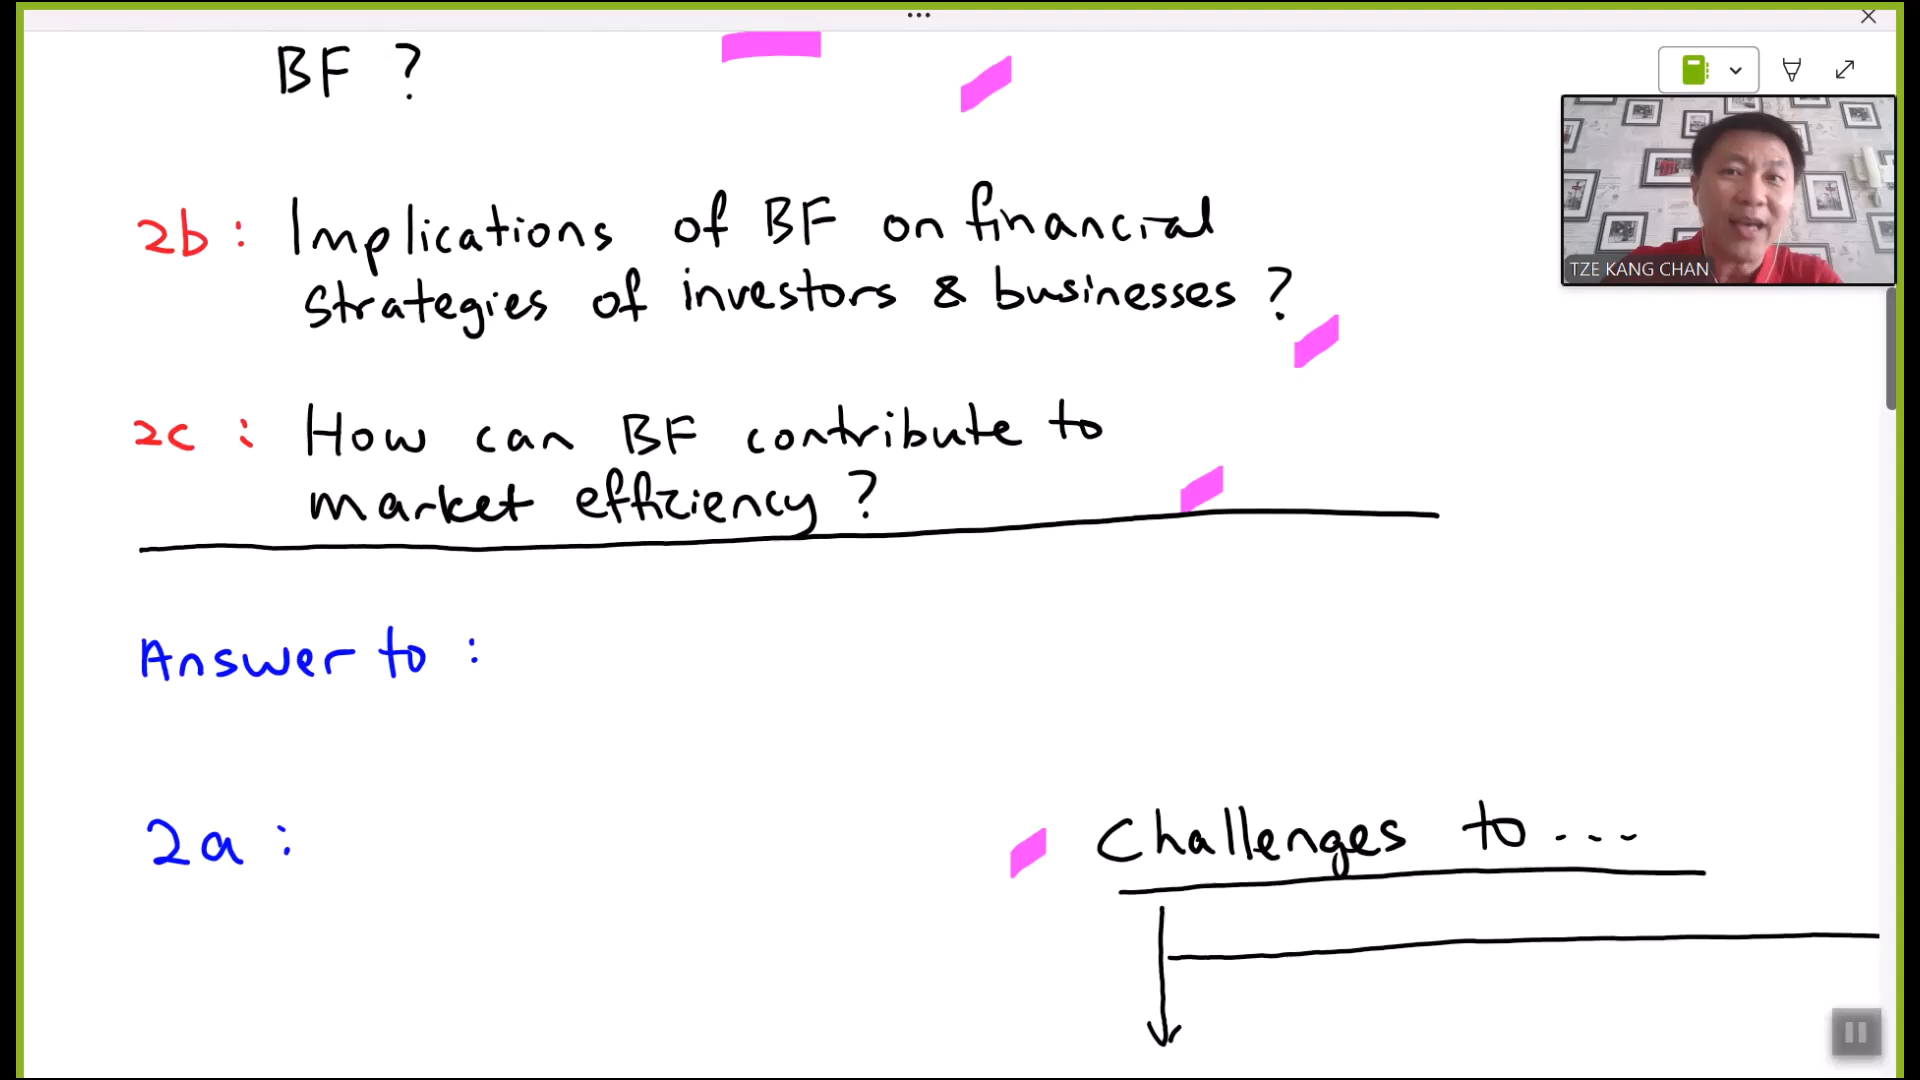 BF ?
TZE KANG CHAN
2b : Implications of BF on financial
strategies of investors & businesses ?
2c : How can BF contribute to
market efficiency ?
Answer to :
2a :
Challenges to ...